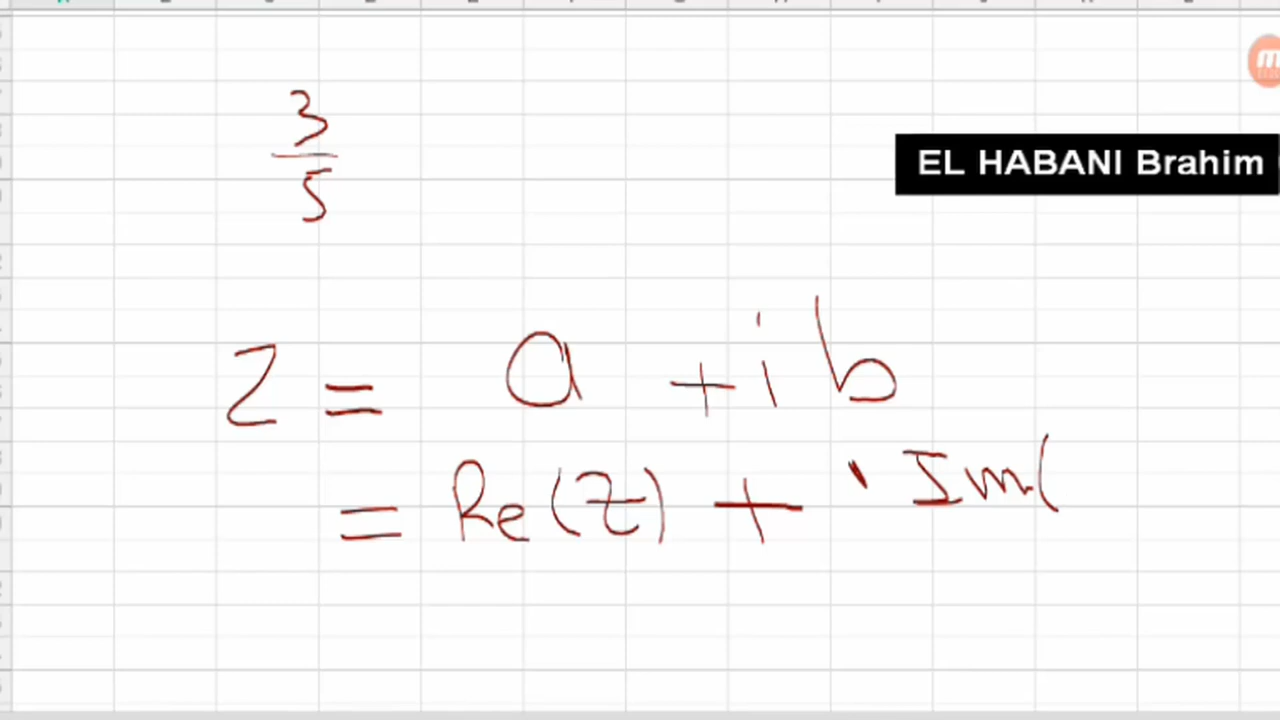 3/5
EL HABANI Brahim
Z = a + ib
= Re(Z) + i Im(